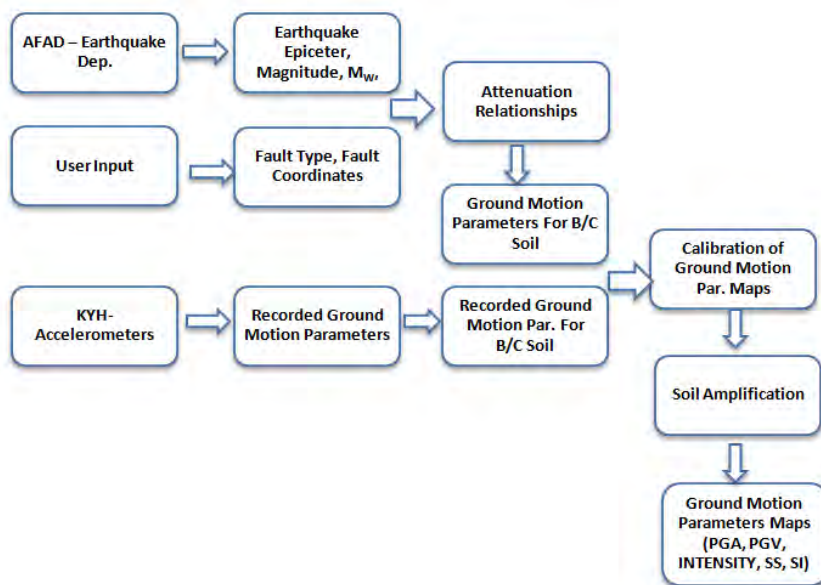 AFAD – Earthquake
Dep.
Earthquake
Epiceter,
Magnitude, Mw,
User Input
Fault Type, Fault
Coordinates
Attenuation
Relationships
Ground Motion
Parameters For B/C
Soil
KYH-
Accelerometers
Recorded Ground
Motion Parameters
Recorded Ground
Motion Par. For
B/C Soil
Calibration of
Ground Motion
Par. Maps
Soil Amplification
Ground Motion
Parameters Maps
(PGA, PGV,
INTENSITY, SS, SI)